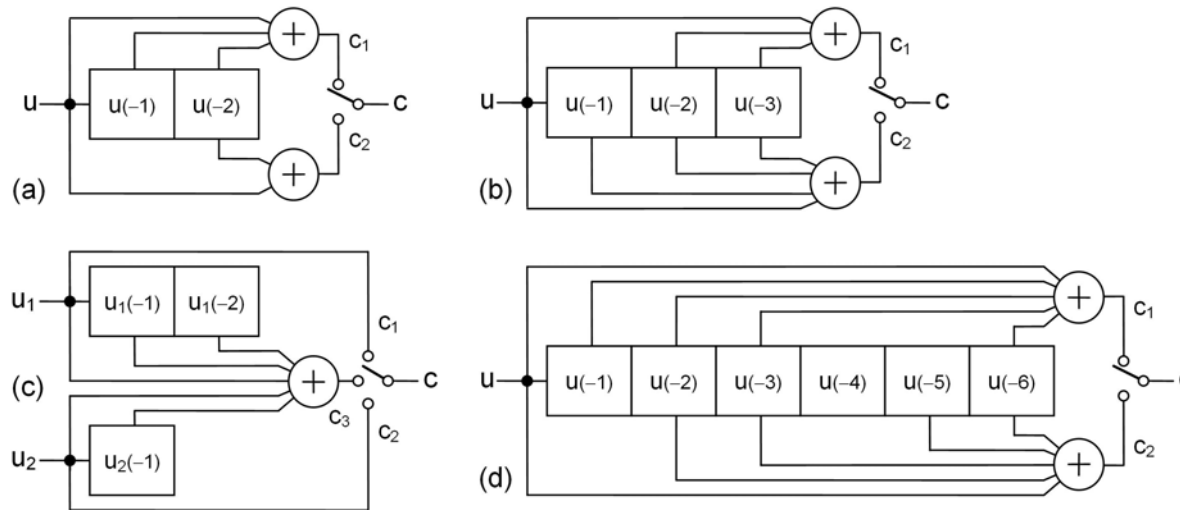 (a)
u
u(−1)
u(−2)
+
+
c₁
c₂
c
(b)
u
u(−1)
u(−2)
u(−3)
+
+
c₁
c₂
c
(c)
u₁
u₁(−1)
u₁(−2)
u₂
u₂(−1)
+
c₁
c₃
c₂
c
(d)
u
u(−1)
u(−2)
u(−3)
u(−4)
u(−5)
u(−6)
+
+
c₁
c₂